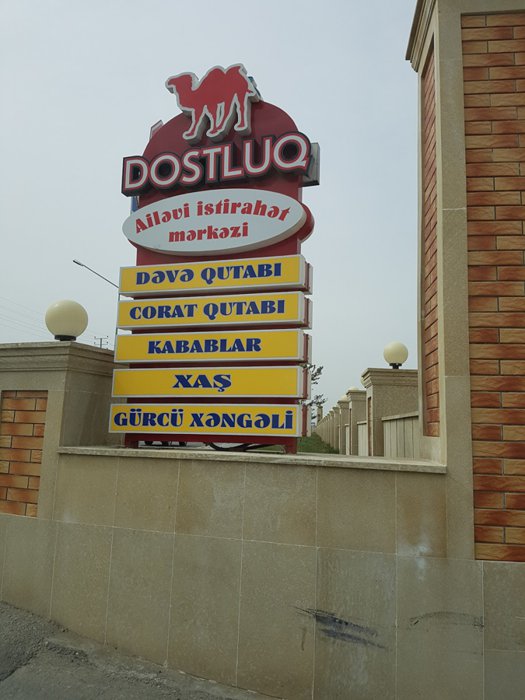 DOSTLUQ
Ailəvi istirahət
mərkəzi
DƏVƏ QUTABI
CORAT QUTABI
KABABLAR
XAŞ
GÜRCÜ XƏNGƏLİ